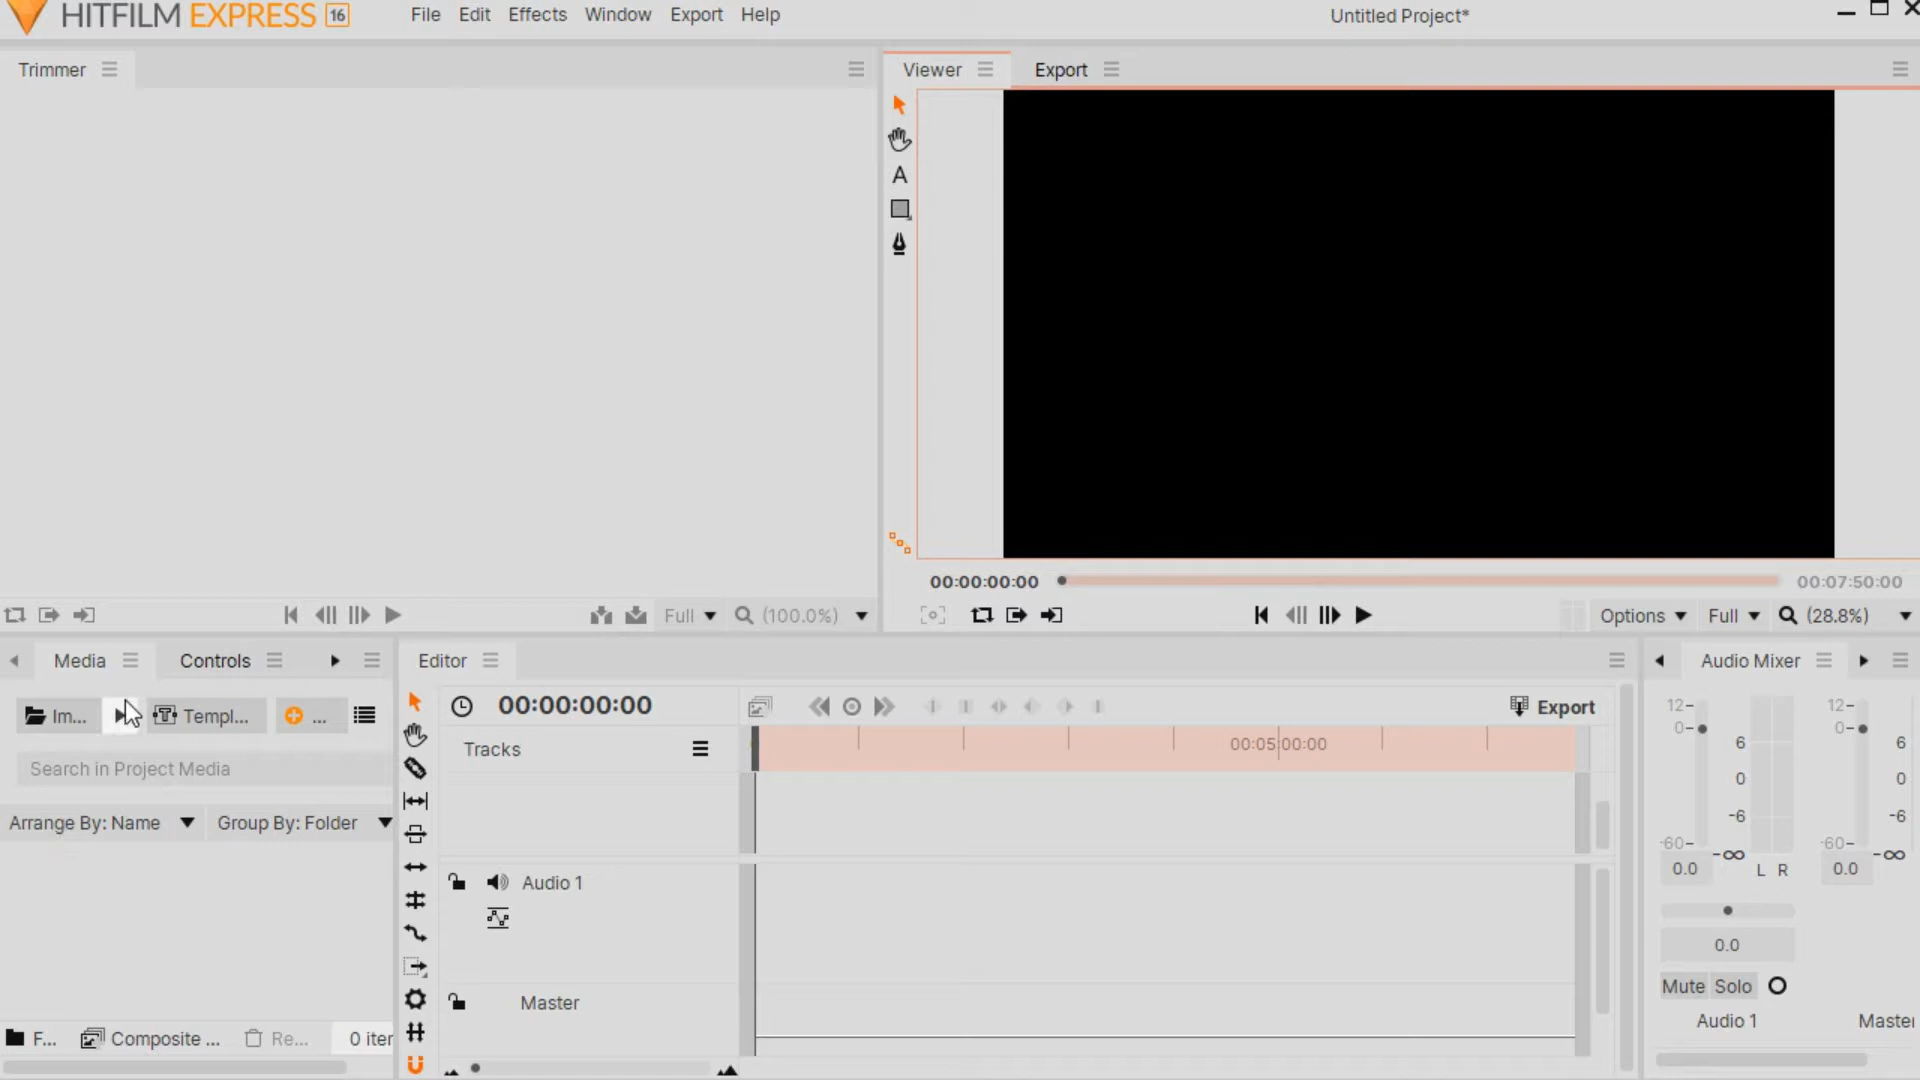 HITFILM EXPRESS 16 File Edit Effects Window Export Help Untitled Project*
Trimmer Viewer Export
A
00:00:00:00 00:07:50:00
Full (100.0%) Options Full (28.8%)
Media Controls Editor Audio Mixer
Im... Templ... ... 00:00:00:00 Export
Tracks 00:05:00:00
Search in Project Media
Arrange By: Name Group By: Folder
Audio 1
Master
F... Composite ... Re... 0 iter
12- 12-
0- 0-
6 6
0 0
-6 -6
-60- -60-
-∞ -∞
0.0 L R 0.0
0.0
Mute Solo
Audio 1 Master